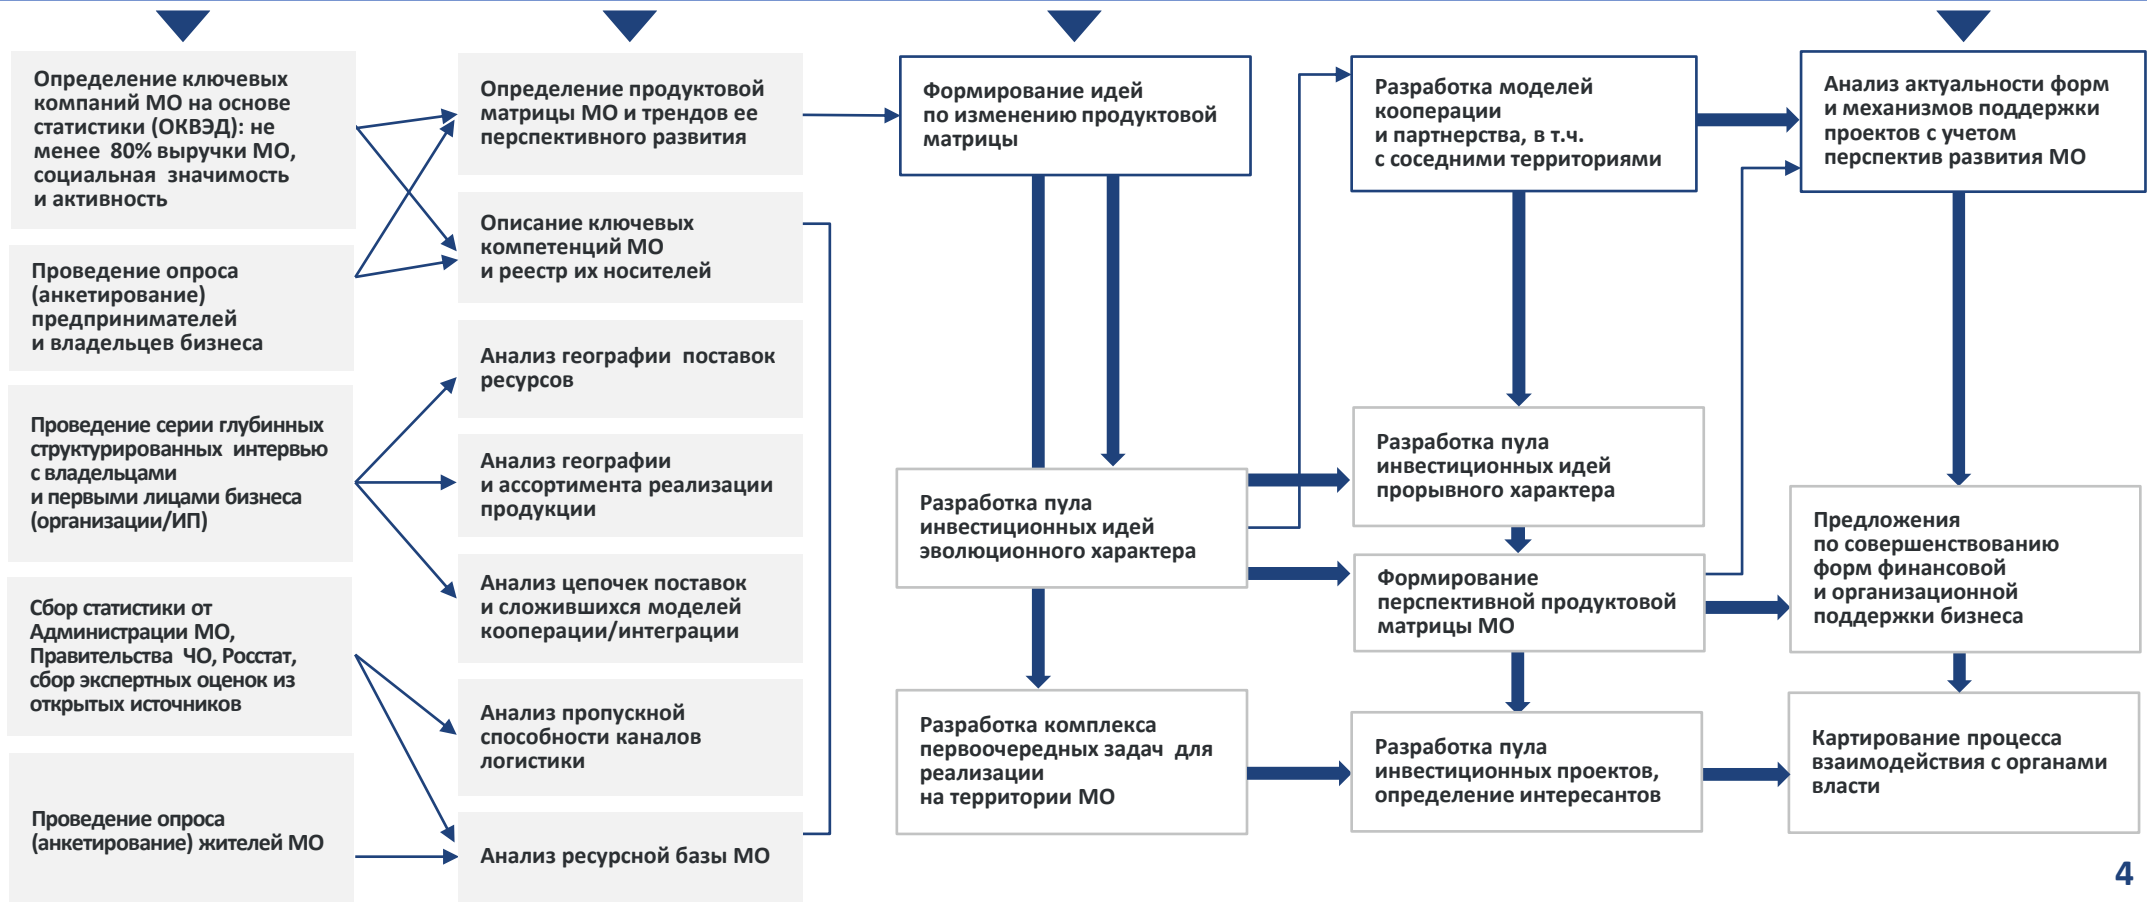 Определение ключевых
компаний МО на основе
статистики (ОКВЭД): не
менее 80% выручки МО,
социальная значимость
и активность
Проведение опроса
(анкетирование)
предпринимателей
и владельцев бизнеса
Проведение серии глубинных
структурированных интервью
с владельцами
и первыми лицами бизнеса
(организации/ИП)
Сбор статистики от
Администрации МО,
Правительства ЧО, Росстат,
сбор экспертных оценок из
открытых источников
Проведение опроса
(анкетирование) жителей МО
Определение продуктовой
матрицы МО и трендов ее
перспективного развития
Описание ключевых
компетенций МО
и реестр их носителей
Анализ географии поставок
ресурсов
Анализ географии
и ассортимента реализации
продукции
Анализ цепочек поставок
и сложившихся моделей
кооперации/интеграции
Анализ пропускной
способности каналов
логистики
Анализ ресурсной базы МО
Формирование идей
по изменению продуктовой
матрицы
Разработка пула
инвестиционных идей
эволюционного характера
Разработка комплекса
первоочередных задач для
реализации
на территории МО
Разработка моделей
кооперации
и партнерства, в т.ч.
с соседними территориями
Разработка пула
инвестиционных идей
прорывного характера
Формирование
перспективной продуктовой
матрицы МО
Разработка пула
инвестиционных проектов,
определение интересантов
Анализ актуальности форм
и механизмов поддержки
проектов с учетом
перспектив развития МО
Предложения
по совершенствованию
форм финансовой
и организационной
поддержки бизнеса
Картирование процесса
взаимодействия с органами
власти
4